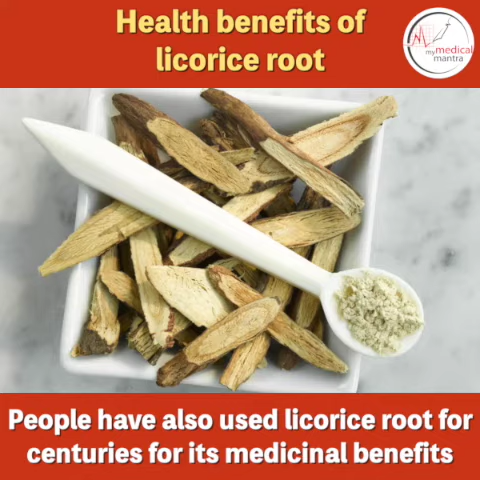 Health benefits of
licorice root
my medical
mantra
People have also used licorice root for
centuries for its medicinal benefits